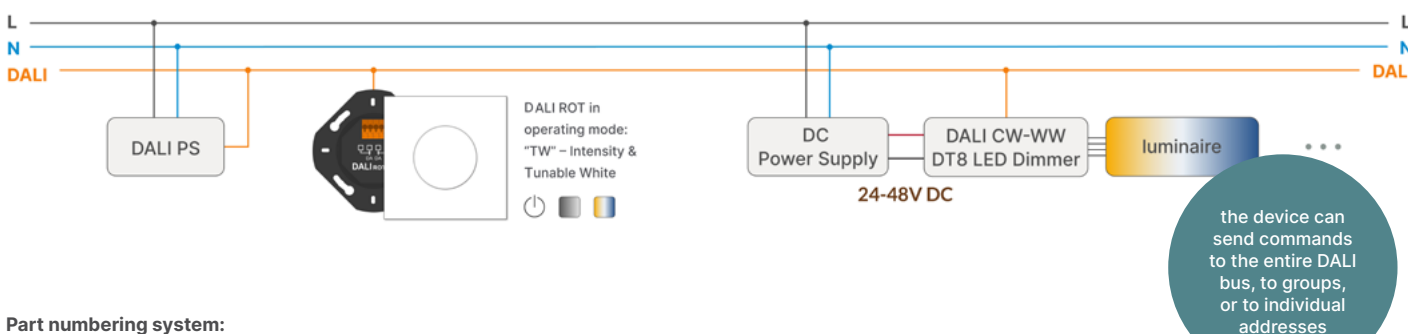 L
L
N
N
DALI
DAL
DALI PS
DALI ROT in
operating mode:
"TW" – Intensity &
Tunable White
DALI ROT
DC
Power Supply
DALI CW-WW
DT8 LED Dimmer
luminaire
24-48V DC
the device can
send commands
to the entire DALI
bus, to groups,
or to individual
addresses
Part numbering system: